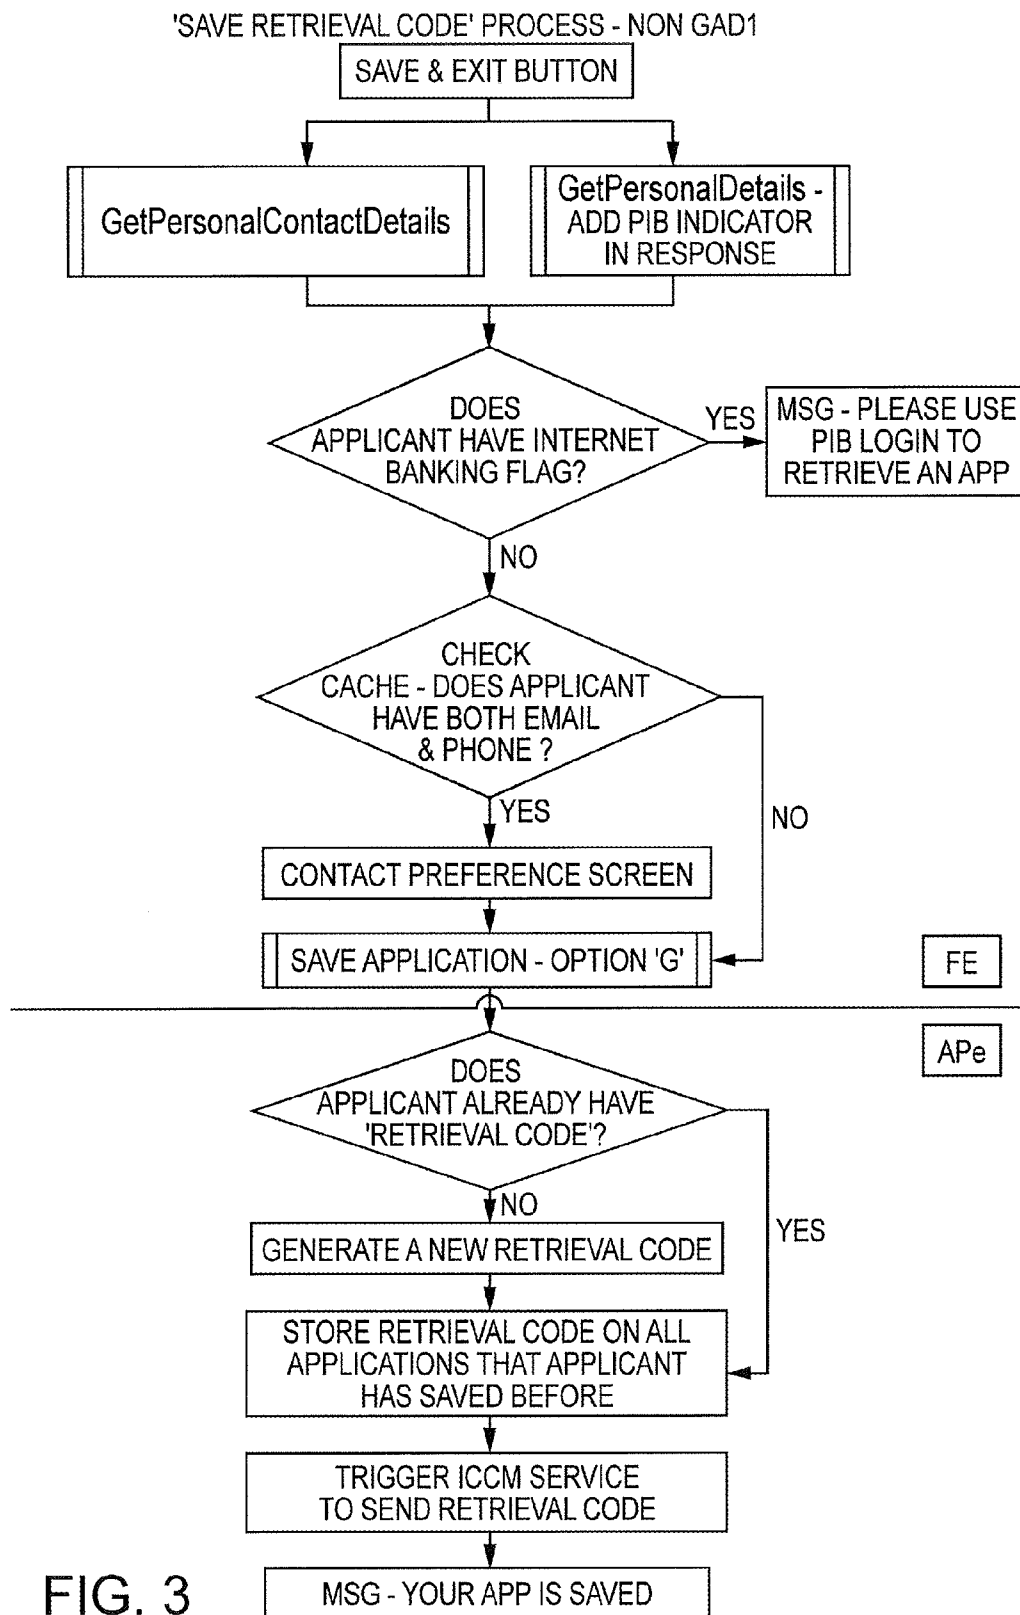 'SAVE RETRIEVAL CODE' PROCESS - NON GAD1
SAVE & EXIT BUTTON
GetPersonalContactDetails
GetPersonalDetails -
ADD PIB INDICATOR
IN RESPONSE
DOES
APPLICANT HAVE INTERNET
BANKING FLAG?
YES
MSG - PLEASE USE
PIB LOGIN TO
RETRIEVE AN APP
NO
CHECK
CACHE - DOES APPLICANT
HAVE BOTH EMAIL
& PHONE ?
YES
NO
CONTACT PREFERENCE SCREEN
SAVE APPLICATION - OPTION 'G'
FE
APe
DOES
APPLICANT ALREADY HAVE
'RETRIEVAL CODE'?
NO
YES
GENERATE A NEW RETRIEVAL CODE
STORE RETRIEVAL CODE ON ALL
APPLICATIONS THAT APPLICANT
HAS SAVED BEFORE
TRIGGER ICCM SERVICE
TO SEND RETRIEVAL CODE
MSG - YOUR APP IS SAVED
FIG. 3